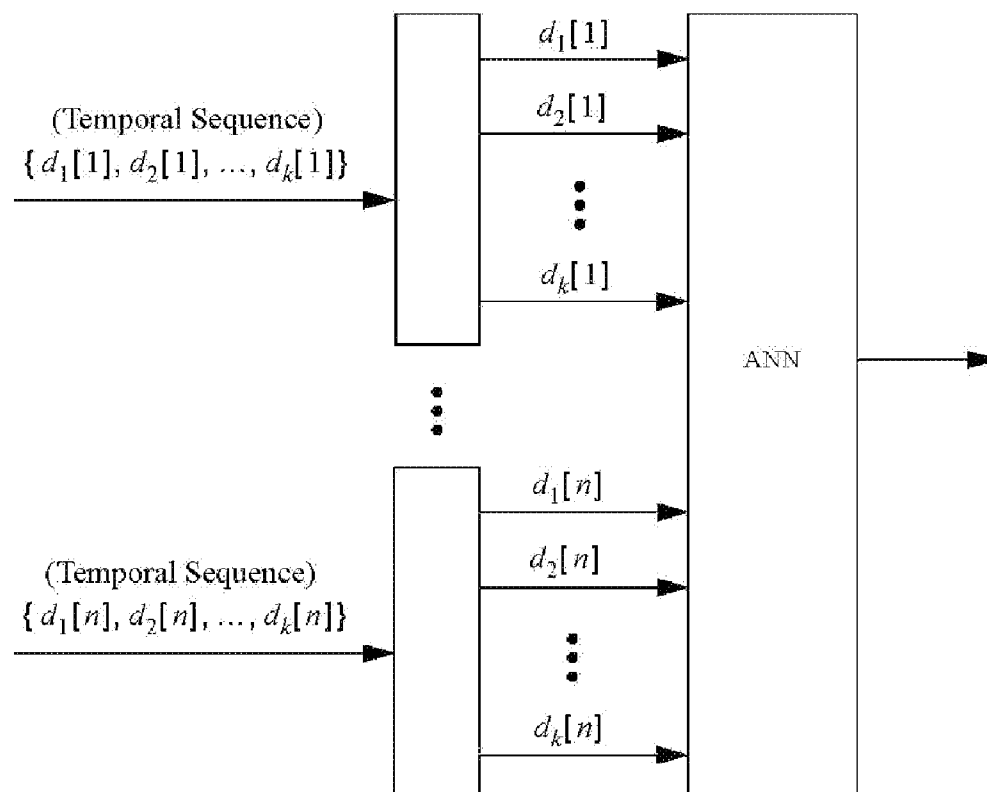 d₁[1]
d₂[1]
(Temporal Sequence)
{ d₁[1], d₂[1], ..., dₖ[1]}
dₖ[1]
ANN
d₁[n]
d₂[n]
(Temporal Sequence)
{ d₁[n], d₂[n], ..., dₖ[n]}
dₖ[n]